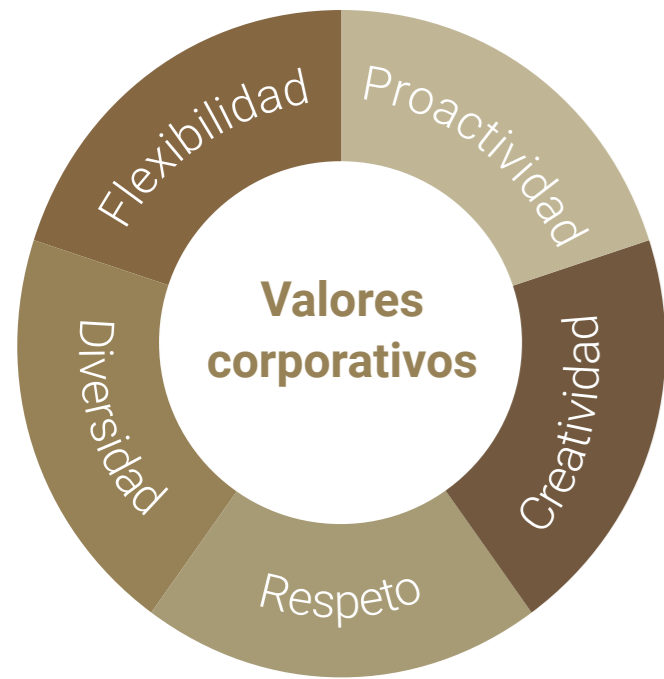 Valores
corporativos
Proactividad
Creatividad
Respeto
Diversidad
Flexibilidad